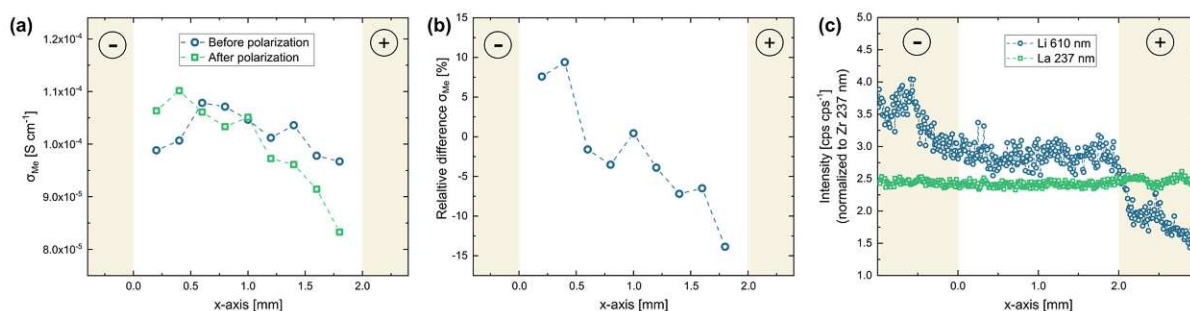 (a)
σMe [S cm⁻¹]
1.2x10⁻⁴
1.1x10⁻⁴
1.0x10⁻⁴
9.0x10⁻⁵
8.0x10⁻⁵
-
+
Before polarization
After polarization
0.0 0.5 1.0 1.5 2.0
x-axis [mm]
(b)
Relative difference σMe [%]
15
10
5
0
-5
-10
-15
-
+
0.0 0.5 1.0 1.5 2.0
x-axis [mm]
(c)
Intensity [cps cps⁻¹]
(normalized to Zr 237 nm)
5.0
4.5
4.0
3.5
3.0
2.5
2.0
1.5
1.0
-
+
Li 610 nm
La 237 nm
0.0 1.0 2.0
x-axis [mm]